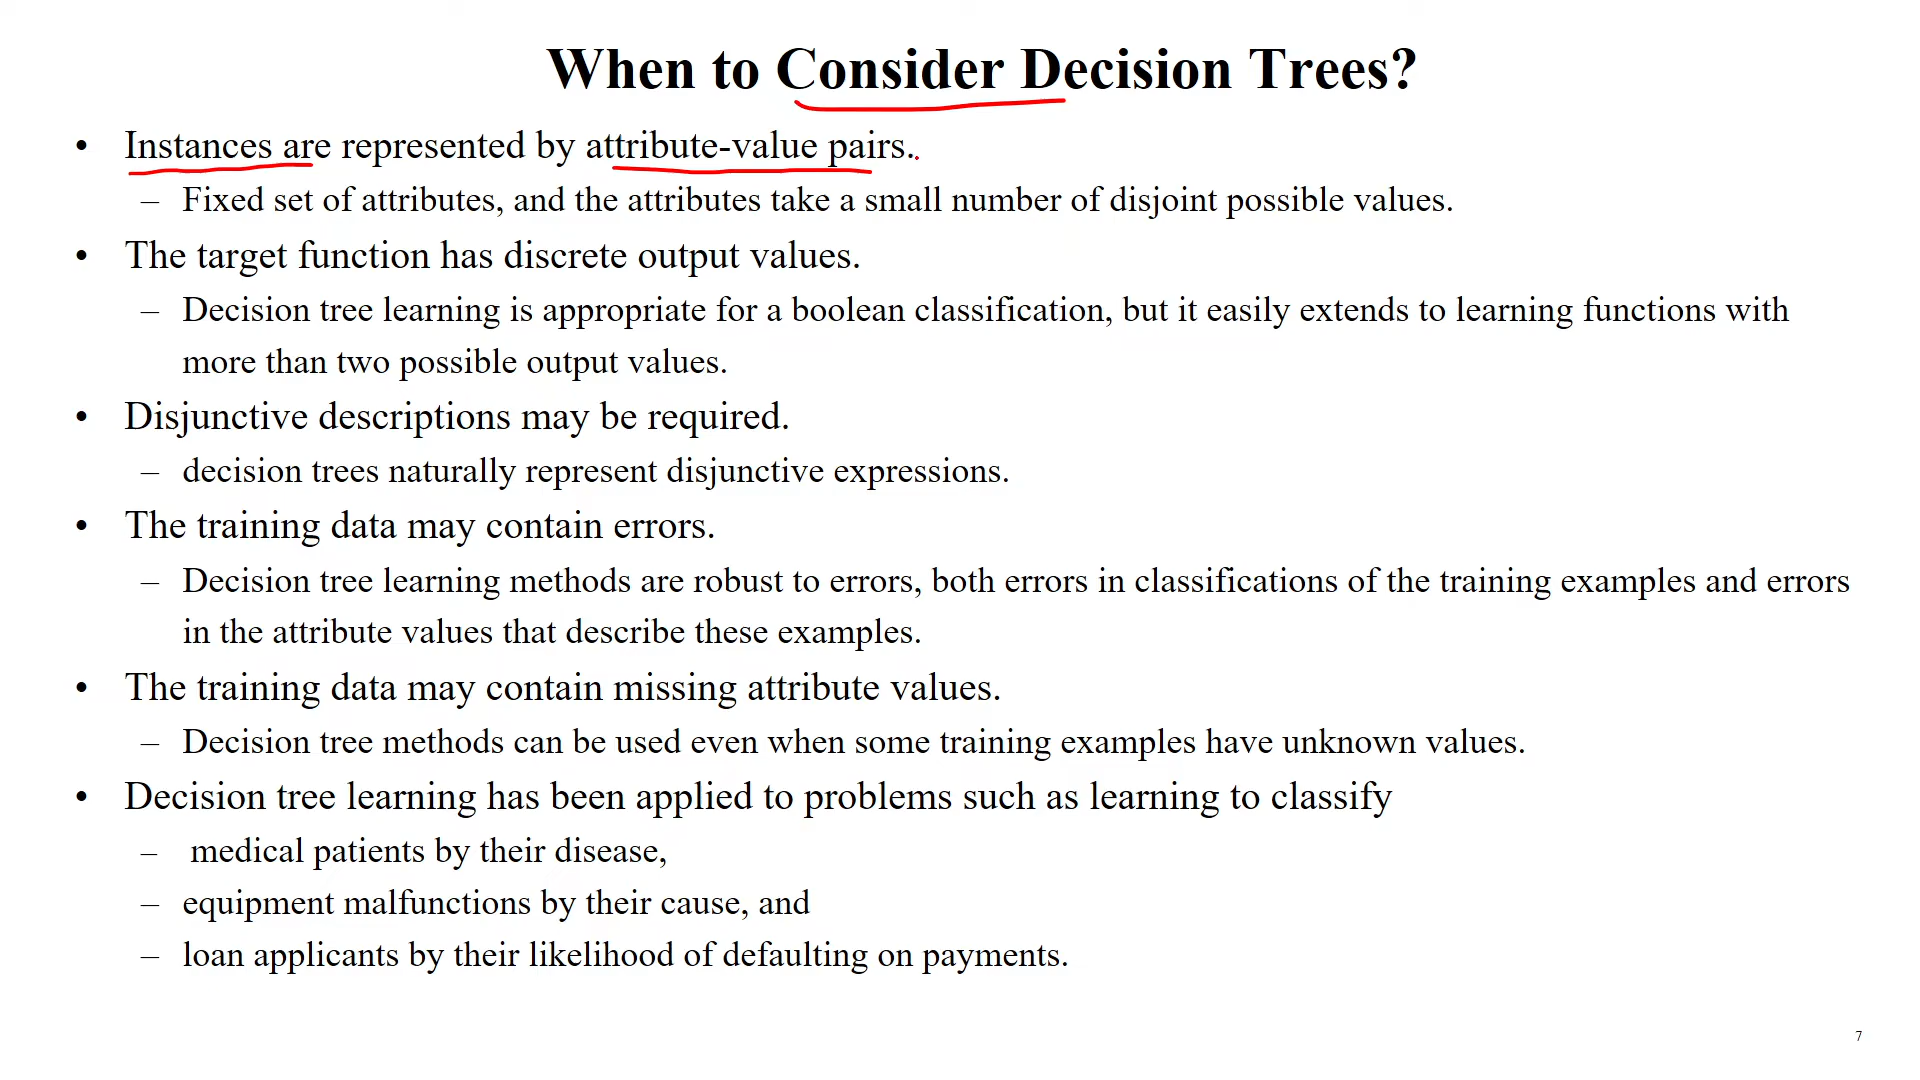 When to Consider Decision Trees?
• Instances are represented by attribute-value pairs.
– Fixed set of attributes, and the attributes take a small number of disjoint possible values.
• The target function has discrete output values.
– Decision tree learning is appropriate for a boolean classification, but it easily extends to learning functions with
more than two possible output values.
• Disjunctive descriptions may be required.
– decision trees naturally represent disjunctive expressions.
• The training data may contain errors.
– Decision tree learning methods are robust to errors, both errors in classifications of the training examples and errors
in the attribute values that describe these examples.
• The training data may contain missing attribute values.
– Decision tree methods can be used even when some training examples have unknown values.
• Decision tree learning has been applied to problems such as learning to classify
– medical patients by their disease,
– equipment malfunctions by their cause, and
– loan applicants by their likelihood of defaulting on payments.
7